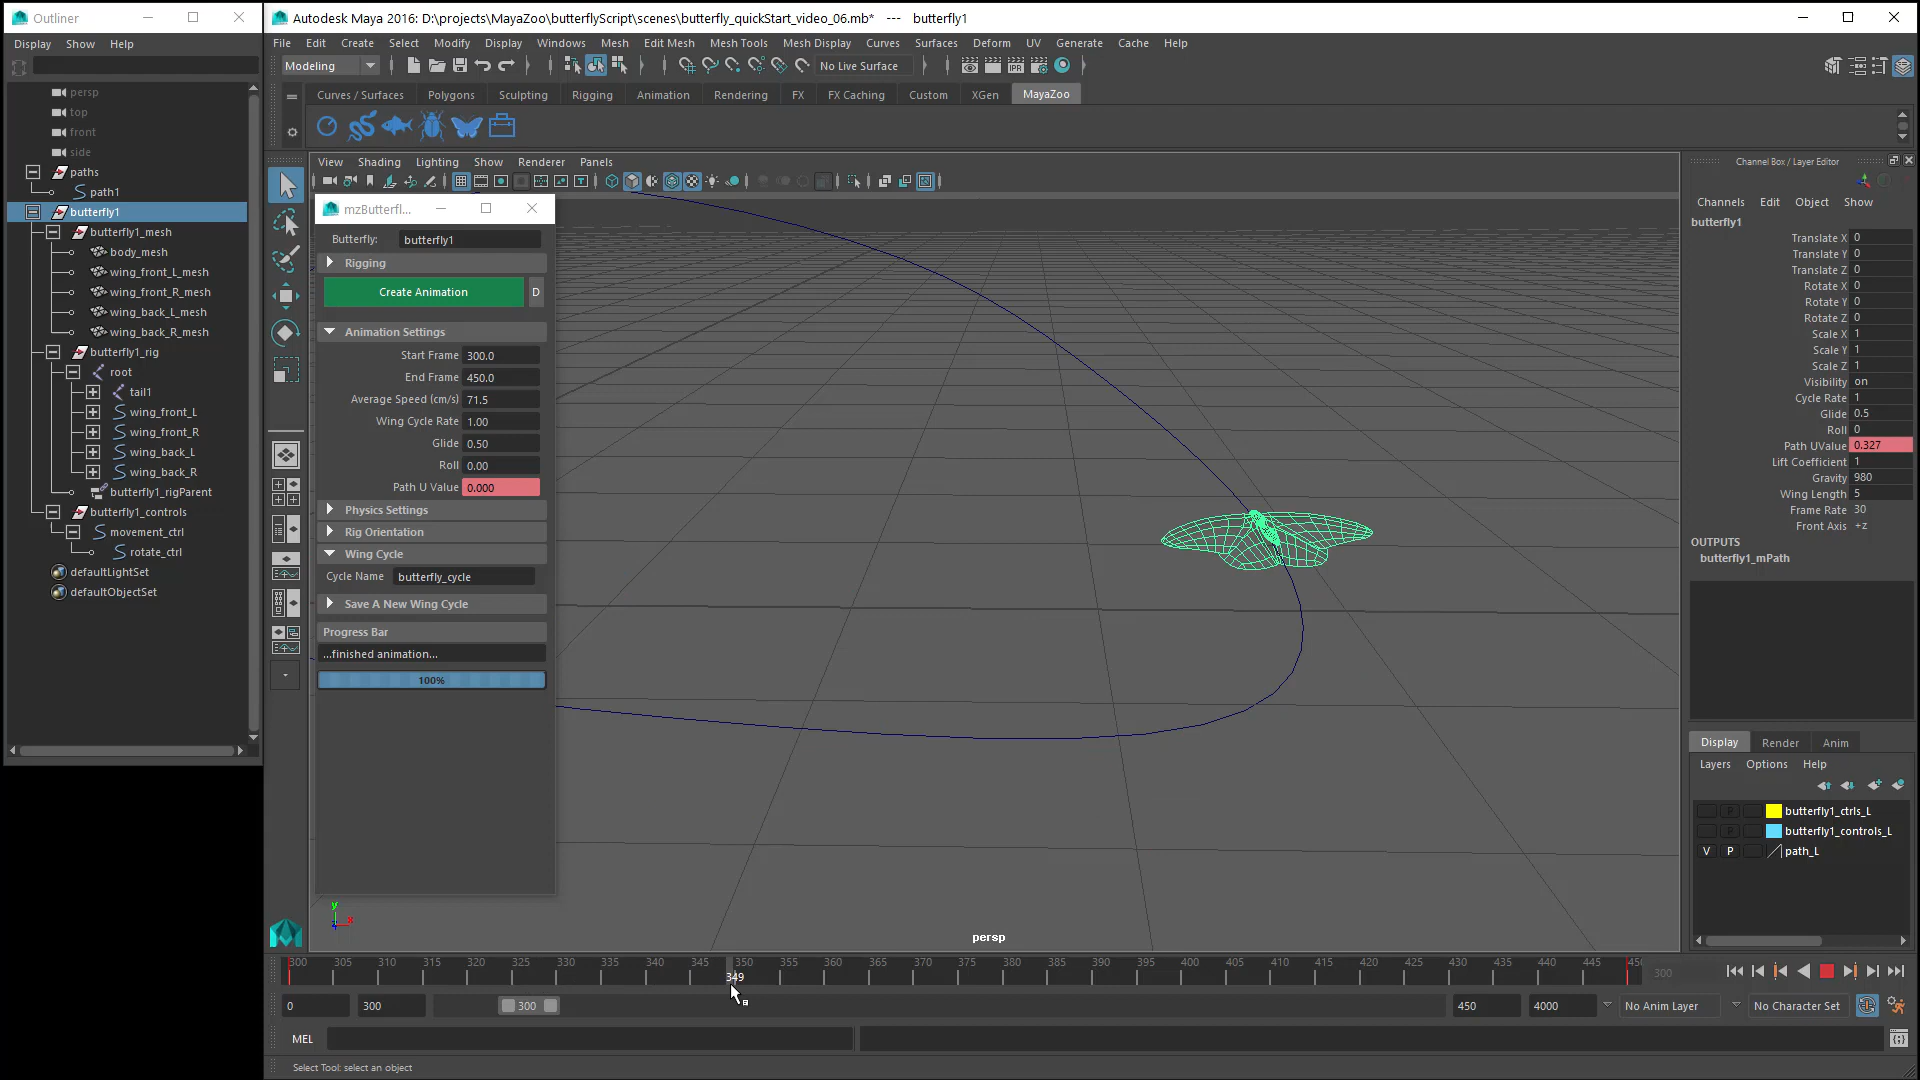 Outliner
Display Show Help
persp
top
front
side
paths
path1
butterfly1
butterfly1_mesh
body_mesh
wing_front_L_mesh
wing_front_R_mesh
wing_back_L_mesh
wing_back_R_mesh
butterfly1_rig
root
tail1
wing_front_L
wing_front_R
wing_back_L
wing_back_R
butterfly1_rigParent
butterfly1_controls
movement_ctrl
rotate_ctrl
defaultLightSet
defaultObjectSet
Autodesk Maya 2016: D:\projects\MayaZoo\butterflyScript\scenes\butterfly_quickStart_video_06.mb* --- butterfly1
File Edit Create Select Modify Display Windows Mesh Edit Mesh Mesh Tools Mesh Display Curves Surfaces Deform UV Generate Cache Help
Modeling No Live Surface IPR
Curves / Surfaces Polygons Sculpting Rigging Animation Rendering FX FX Caching Custom XGen MayaZoo
View Shading Lighting Show Renderer Panels
mzButterfl...
Butterfly: butterfly1
Rigging
Create Animation D
Animation Settings
Start Frame 300.0
End Frame 450.0
Average Speed (cm/s) 71.5
Wing Cycle Rate 1.00
Glide 0.50
Roll 0.00
Path U Value 0.000
Physics Settings
Rig Orientation
Wing Cycle
Cycle Name butterfly_cycle
Save A New Wing Cycle
Progress Bar
...finished animation...
100%
y
x
persp
Channel Box / Layer Editor
Channels Edit Object Show
butterfly1
Translate X 0
Translate Y 0
Translate Z 0
Rotate X 0
Rotate Y 0
Rotate Z 0
Scale X 1
Scale Y 1
Scale Z 1
Visibility on
Cycle Rate 1
Glide 0.5
Roll 0
Path UValue 0.327
Lift Coefficient 1
Gravity 980
Wing Length 5
Frame Rate 30
Front Axis +z
OUTPUTS
butterfly1_mPath
Display Render Anim
Layers Options Help
P butterfly1_ctrls_L
P butterfly1_controls_L
V P path_L
300 305 310 315 320 325 330 335 340 345 350 355 360 365 370 375 380 385 390 395 400 405 410 415 420 425 430 435 440 445 450 300
349
0 300 300 450 4000 No Anim Layer No Character Set
MEL
Select Tool: select an object